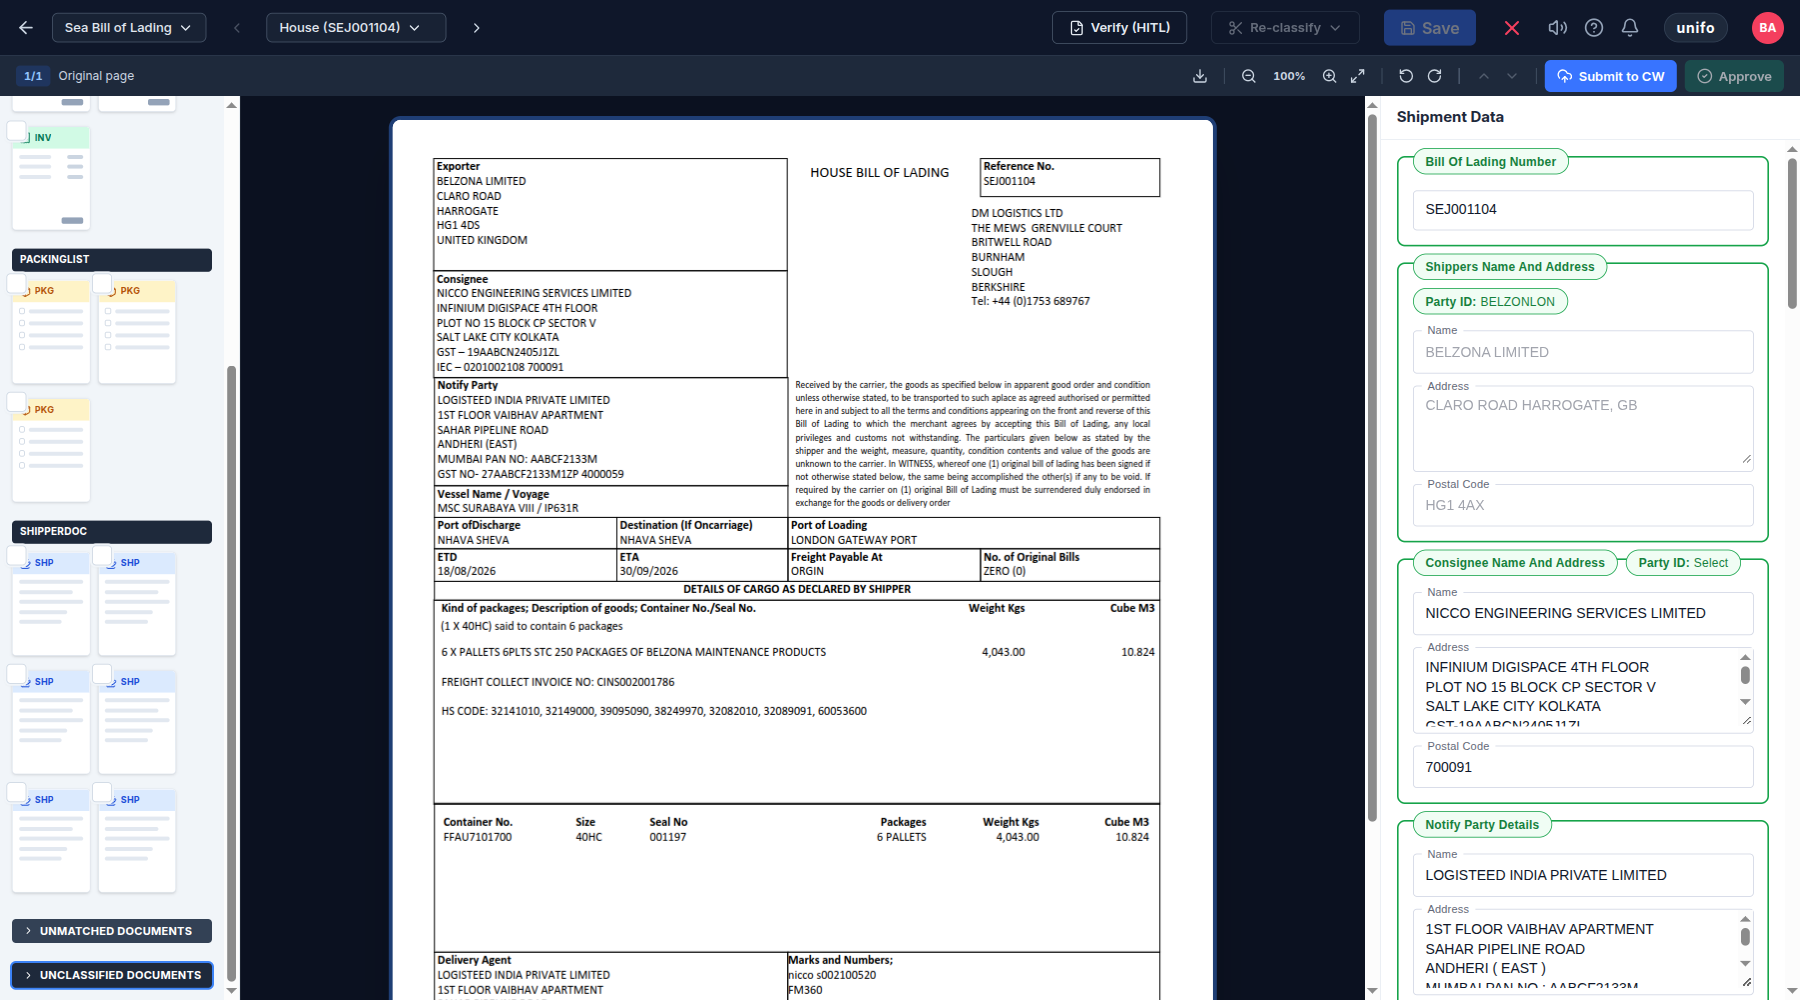 Sea Bill of Lading
House (SEJ001104)
Verify (HITL)
Re-classify
Save
unifo
BA
1/1 Original page
100%
Submit to CW
Approve
INV
PACKINGLIST
PKG
PKG
PKG
SHIPPERDOC
SHP
SHP
SHP
SHP
SHP
SHP
UNMATCHED DOCUMENTS
UNCLASSIFIED DOCUMENTS
Exporter
BELZONA LIMITED
CLARO ROAD
HARROGATE
HG1 4DS
UNITED KINGDOM
HOUSE BILL OF LADING
Reference No.
SEJ001104
DM LOGISTICS LTD
THE MEWS GRENVILLE COURT
BRITWELL ROAD
BURNHAM
SLOUGH
BERKSHIRE
Tel: +44 (0)1753 689767
Consignee
NICCO ENGINEERING SERVICES LIMITED
INFINIUM DIGISPACE 4TH FLOOR
PLOT NO 15 BLOCK CP SECTOR V
SALT LAKE CITY KOLKATA
GST – 19AABCN2405J1ZL
IEC – 0201002108 700091
Notify Party
LOGISTEED INDIA PRIVATE LIMITED
1ST FLOOR VAIBHAV APARTMENT
SAHAR PIPELINE ROAD
ANDHERI (EAST)
MUMBAI PAN NO: AABCF2133M
GST NO- 27AABCF2133M1ZP 4000059
Received by the carrier, the goods as specified below in apparent good order and condition
unless otherwise stated, to be transported to such aplace as agreed authorised or permitted
here in and subject to all the terms and conditions appearing on the front and reverse of this
Bill of Lading to which the merchant agrees by accepting this Bill of Lading, any local
privileges and customs not withstanding. The particulars given below as stated by the
shipper and the weight, measure, quantity, condition contents and value of the goods are
unknown to the carrier. In WITNESS, whereof one (1) original bill of lading has been signed if
not otherwise stated below, the same being accomplished the other(s) if any to be void. If
required by the carrier on (1) original Bill of Lading must be surrendered duly endorsed in
exchange for the goods or delivery order
Vessel Name / Voyage
MSC SURABAYA VIII / IP631R
Port ofDischarge
NHAVA SHEVA
Destination (If Oncarriage)
NHAVA SHEVA
Port of Loading
LONDON GATEWAY PORT
ETD
18/08/2026
ETA
30/09/2026
Freight Payable At
ORGIN
No. of Original Bills
ZERO (0)
DETAILS OF CARGO AS DECLARED BY SHIPPER
Kind of packages; Description of goods; Container No./Seal No. Weight Kgs Cube M3
(1 X 40HC) said to contain 6 packages
6 X PALLETS 6PLTS STC 250 PACKAGES OF BELZONA MAINTENANCE PRODUCTS 4,043.00 10.824
FREIGHT COLLECT INVOICE NO: CINS002001786
HS CODE: 32141010, 32149000, 39095090, 38249970, 32082010, 32089091, 60053600
Container No. Size Seal No Packages Weight Kgs Cube M3
FFAU7101700 40HC 001197 6 PALLETS 4,043.00 10.824
Delivery Agent
LOGISTEED INDIA PRIVATE LIMITED
1ST FLOOR VAIBHAV APARTMENT
Marks and Numbers;
nicco s002100520
FM360
Shipment Data
Bill Of Lading Number
SEJ001104
Shippers Name And Address
Party ID: BELZONLON
Name
BELZONA LIMITED
Address
CLARO ROAD HARROGATE, GB
Postal Code
HG1 4AX
Consignee Name And Address
Party ID: Select
Name
NICCO ENGINEERING SERVICES LIMITED
Address
INFINIUM DIGISPACE 4TH FLOOR
PLOT NO 15 BLOCK CP SECTOR V
SALT LAKE CITY KOLKATA
GST-19AABCN2405J1ZL
Postal Code
700091
Notify Party Details
Name
LOGISTEED INDIA PRIVATE LIMITED
Address
1ST FLOOR VAIBHAV APARTMENT
SAHAR PIPELINE ROAD
ANDHERI ( EAST )
MUMBAI PAN NO : AABCF2133M